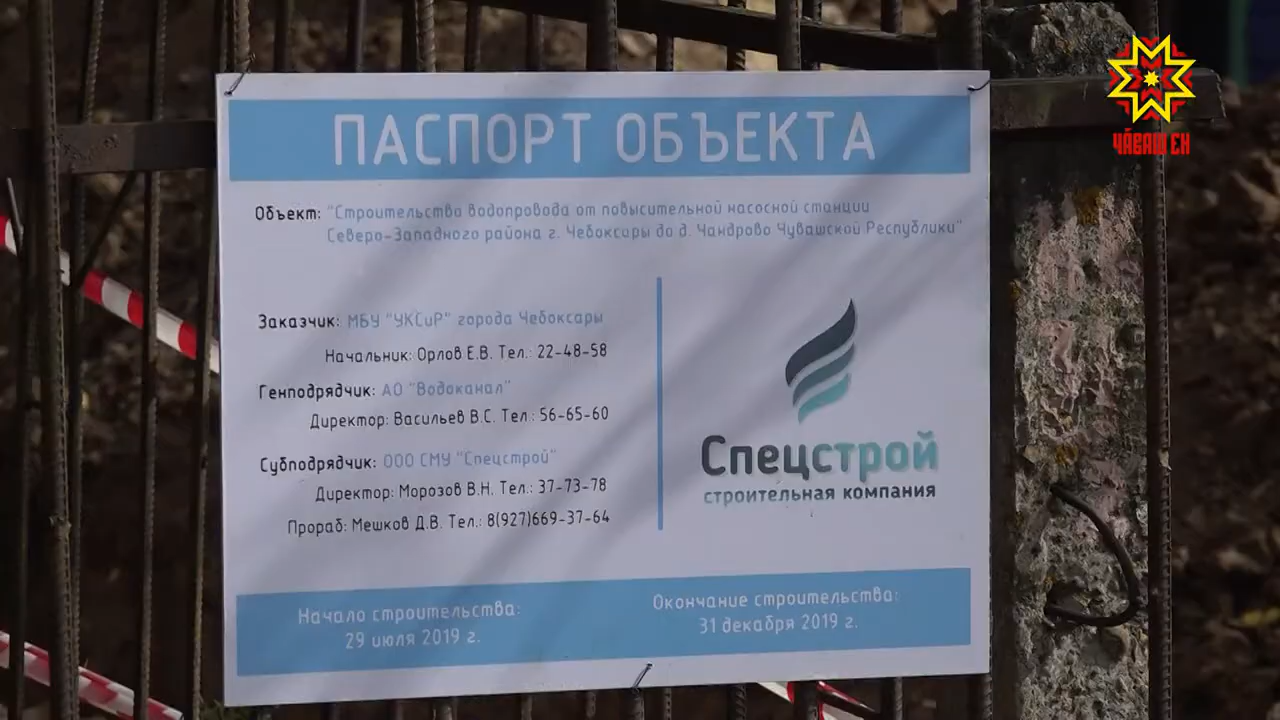 ПАСПОРТ ОБЪЕКТА
ЧӐВАШ ЕН
Объект: "Строительство водопровода от повысительной насосной станции
Северо-Западного района г. Чебоксары до д. Чандрово Чувашской Республики"
Заказчик: МБУ "УКСиР" города Чебоксары
Начальник: Орлов Е.В. Тел.: 22-48-58
Генподрядчик: АО "Водоканал"
Директор: Васильев В.С. Тел.: 56-65-60
Субподрядчик: ООО СМУ "Спецстрой"
Директор: Морозов В.Н. Тел.: 37-73-78
Прораб: Мешков Д.В. Тел.: 8(927)669-37-64
Спецстрой
строительная компания
Начало строительства:
29 июля 2019 г.
Окончание строительства:
31 декабря 2019 г.